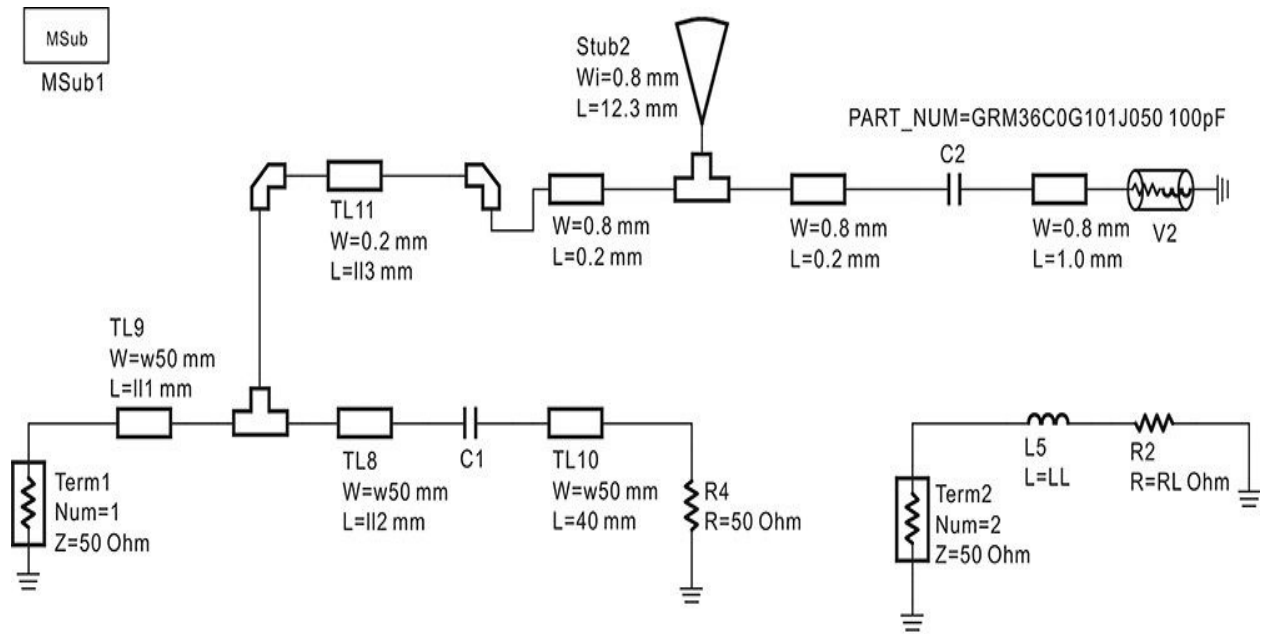 MSub
MSub1
Stub2
Wi=0.8 mm
L=12.3 mm
PART_NUM=GRM36C0G101J050 100pF
C2
TL11
W=0.2 mm
L=ll3 mm
W=0.8 mm
L=0.2 mm
W=0.8 mm
L=0.2 mm
W=0.8 mm
L=1.0 mm
V2
TL9
W=w50 mm
L=ll1 mm
Term1
Num=1
Z=50 Ohm
TL8
W=w50 mm
L=ll2 mm
C1
TL10
W=w50 mm
L=40 mm
R4
R=50 Ohm
Term2
Num=2
Z=50 Ohm
L5
L=LL
R2
R=RL Ohm